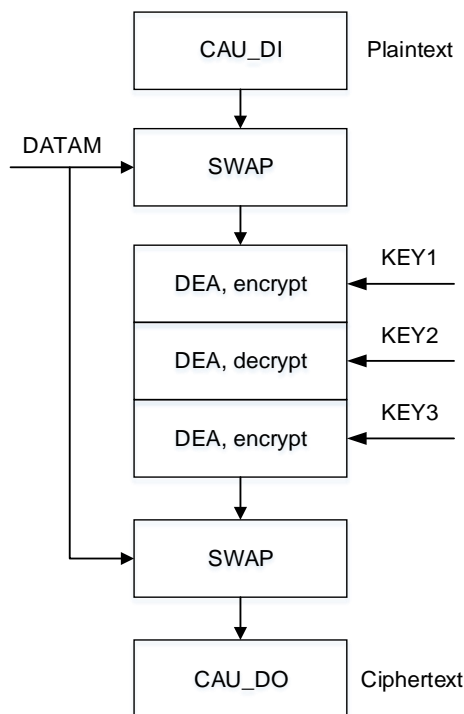 CAU_DI
Plaintext
DATAM
SWAP
KEY1
DEA, encrypt
KEY2
DEA, decrypt
KEY3
DEA, encrypt
SWAP
CAU_DO
Ciphertext